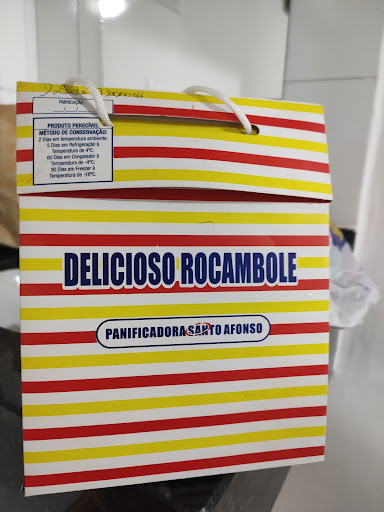 FABRICAÇÃO
PRODUTO PERECÍVEL
MÉTODO DE CONSERVAÇÃO:
2 Dias em temperatura ambiente;
5 Dias em Refrigeração à
Temperatura de 4ºC;
60 Dias em Congelador à
Temperatura de -4ºC;
90 Dias em Freezer à
Temperatura de -18ºC.
DELICIOSO ROCAMBOLE
PANIFICADORA SANTO AFONSO